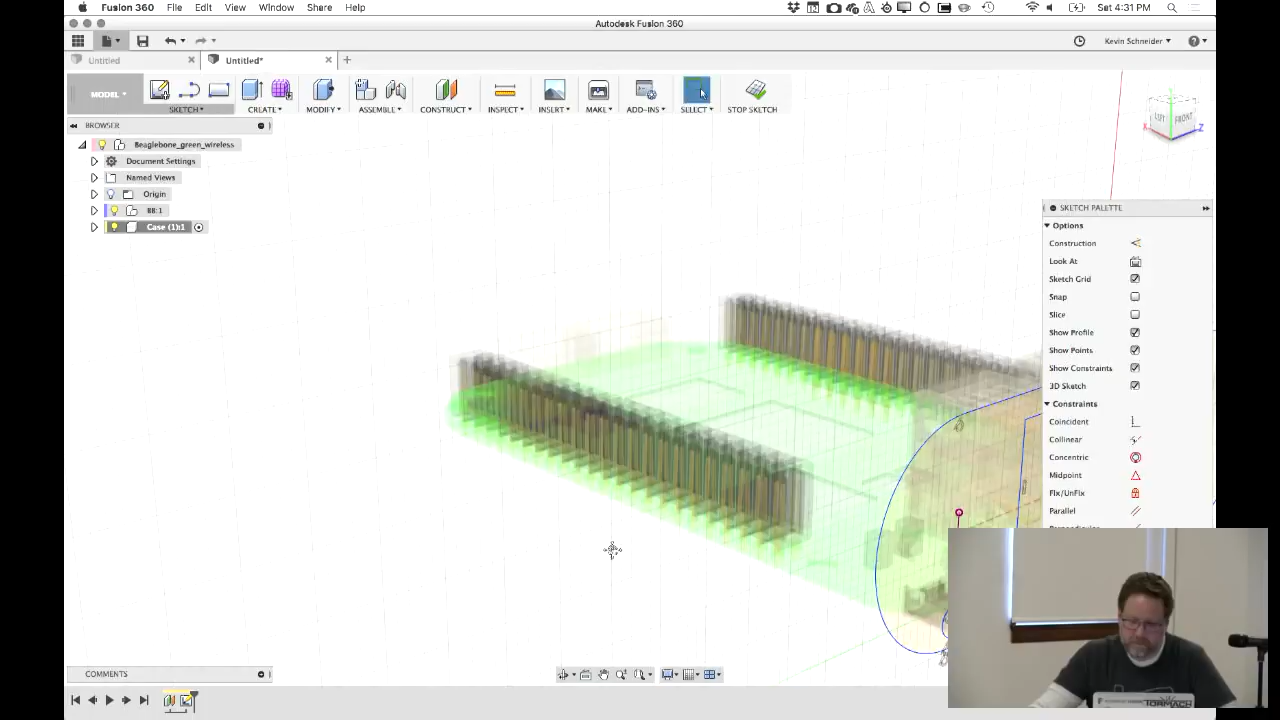 Fusion 360 File Edit View Window Share Help Sat 4:31 PM
Autodesk Fusion 360
Kevin Schneider
Untitled Untitled*
MODEL
SKETCH CREATE MODIFY ASSEMBLE CONSTRUCT INSPECT INSERT MAKE ADD-INS SELECT STOP SKETCH
BROWSER
Beaglebone_green_wireless
Document Settings
Named Views
Origin
BB:1
Case (1):1
LEFT FRONT
X Z
SKETCH PALETTE
Options
Construction
Look At
Sketch Grid
Snap
Slice
Show Profile
Show Points
Show Constraints
3D Sketch
Constraints
Coincident
Collinear
Concentric
Midpoint
Fix/UnFix
Parallel
COMMENTS
TORMACH